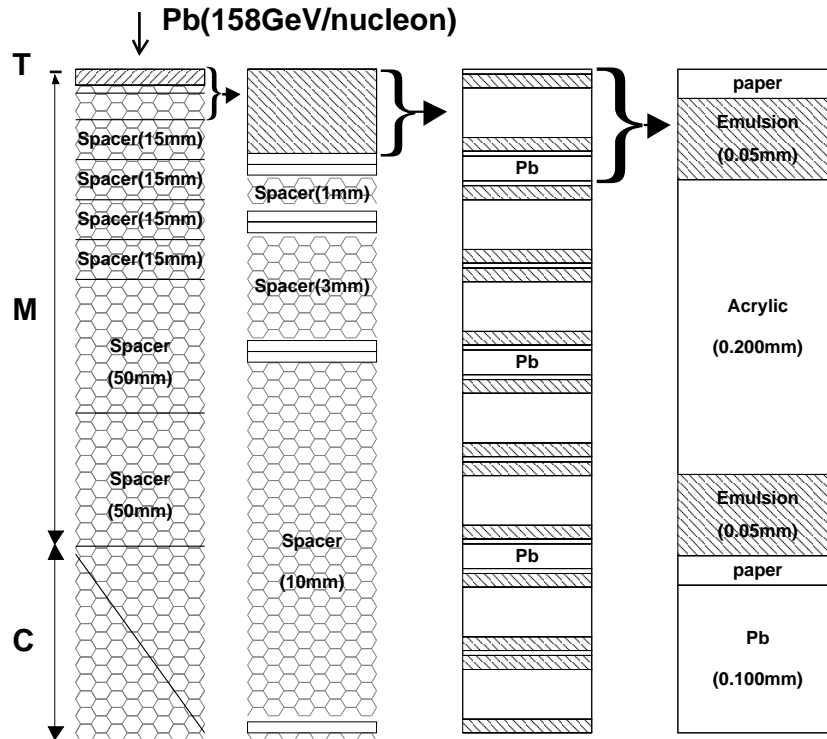 Pb(158GeV/nucleon)
T
M
C
Spacer(15mm)
Spacer(15mm)
Spacer(15mm)
Spacer(15mm)
Spacer
(50mm)
Spacer
(50mm)
Spacer(1mm)
Spacer(3mm)
Spacer
(10mm)
Pb
Pb
Pb
paper
Emulsion
(0.05mm)
Acrylic
(0.200mm)
Emulsion
(0.05mm)
paper
Pb
(0.100mm)